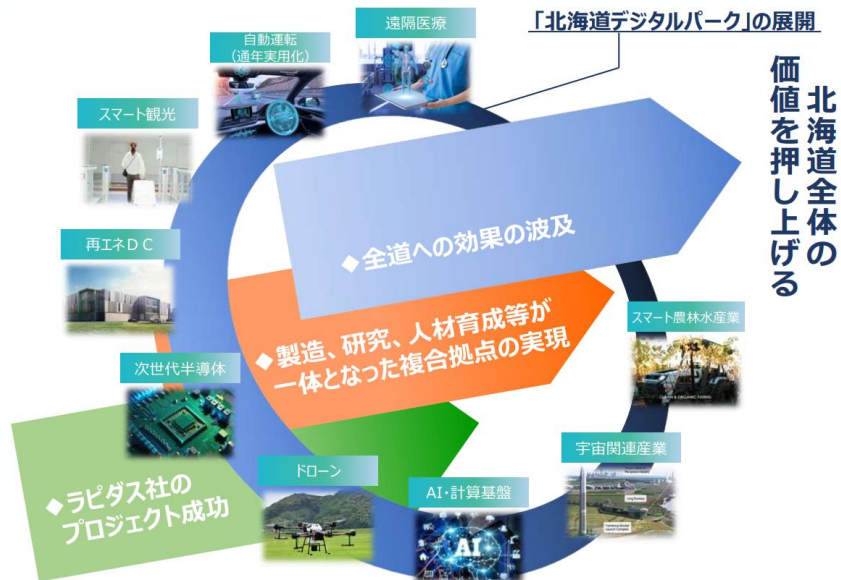 「北海道デジタルパーク」の展開
北海道全体の
価値を押し上げる
遠隔医療
自動運転
（通年実用化）
スマート観光
再エネＤＣ
次世代半導体
ドローン
AI・計算基盤
AI
宇宙関連産業
スマート農林水産業
CLEAN & ORGANIC FARMS
◆全道への効果の波及
◆製造、研究、人材育成等が
一体となった複合拠点の実現
◆ラピダス社の
プロジェクト成功